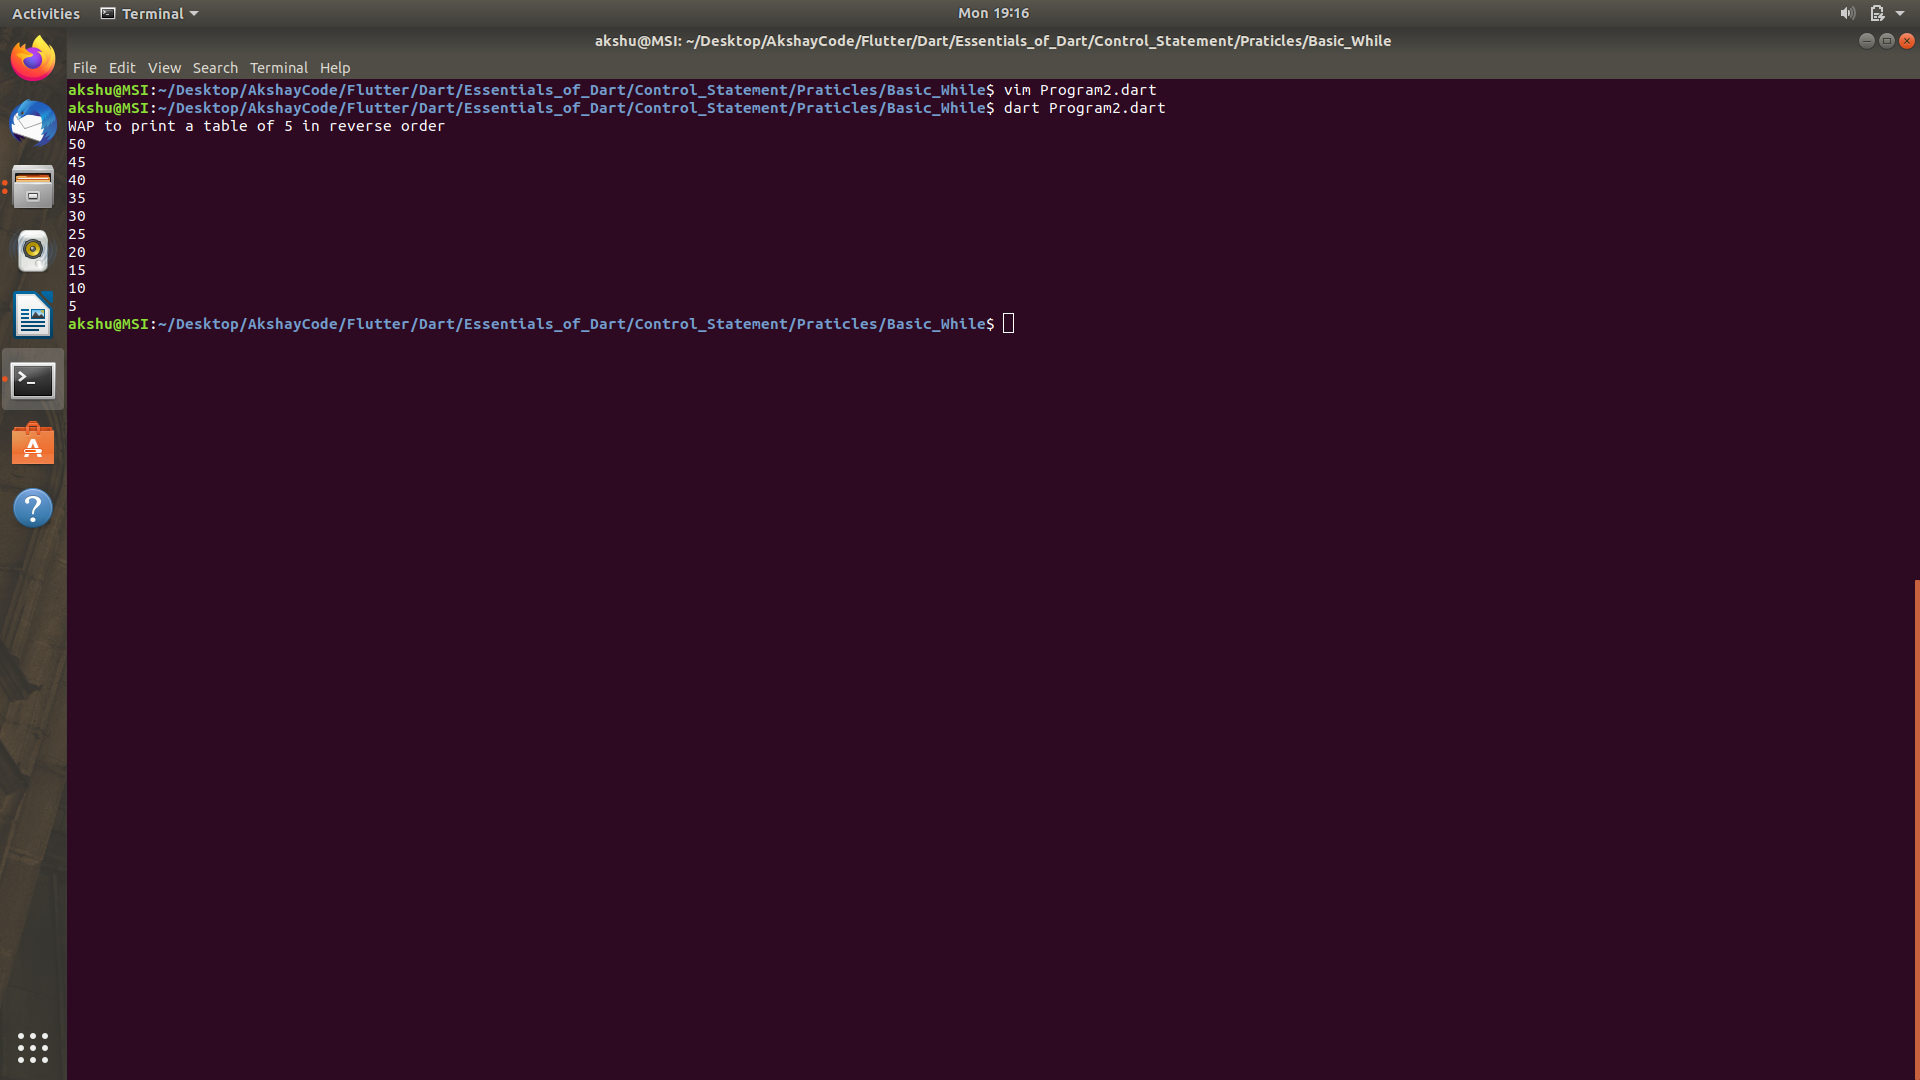 Activities Terminal Mon 19:16
akshu@MSI: ~/Desktop/AkshayCode/Flutter/Dart/Essentials_of_Dart/Control_Statement/Praticles/Basic_While
File Edit View Search Terminal Help
akshu@MSI:~/Desktop/AkshayCode/Flutter/Dart/Essentials_of_Dart/Control_Statement/Praticles/Basic_While$ vim Program2.dart
akshu@MSI:~/Desktop/AkshayCode/Flutter/Dart/Essentials_of_Dart/Control_Statement/Praticles/Basic_While$ dart Program2.dart
WAP to print a table of 5 in reverse order
50
45
40
35
30
25
20
15
10
5
akshu@MSI:~/Desktop/AkshayCode/Flutter/Dart/Essentials_of_Dart/Control_Statement/Praticles/Basic_While$